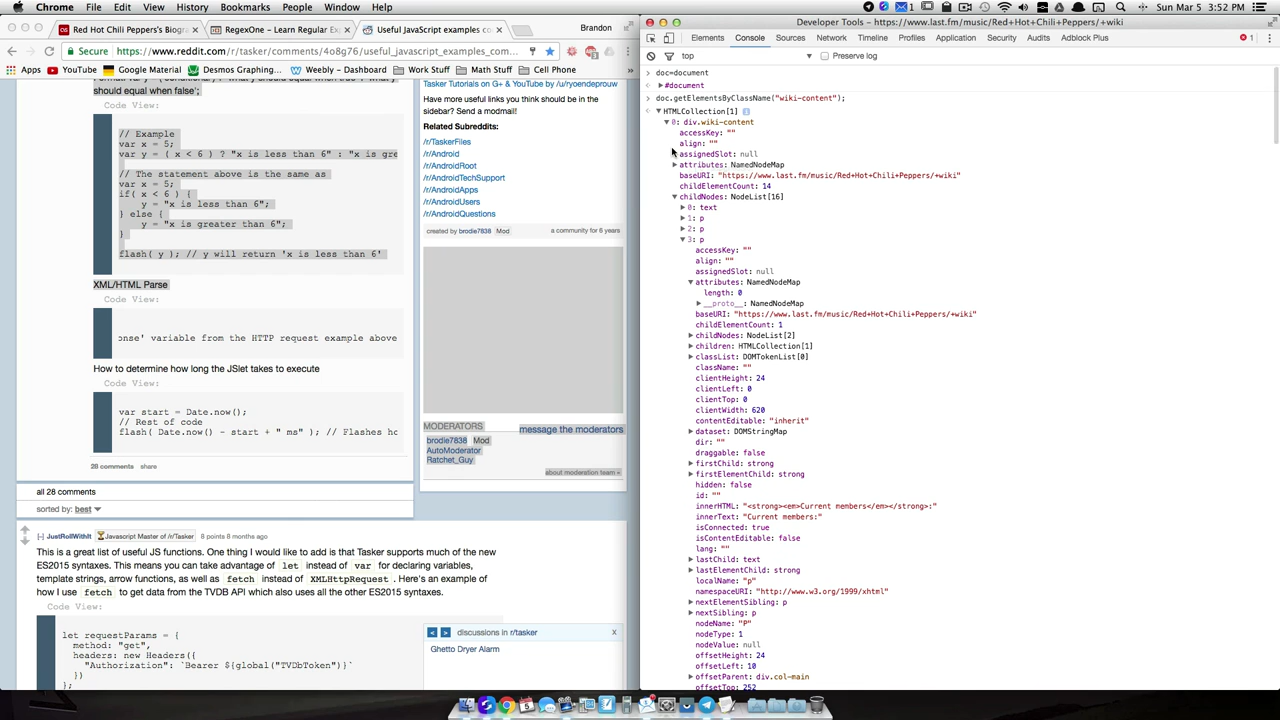 Chrome File Edit View History Bookmarks People Window Help
Sun Mar 5 3:52 PM
Red Hot Chili Pepper's Biogra
RegexOne – Learn Regular Ex
Useful JavaScript examples co
Brandon
Secure https://www.reddit.com/r/tasker/comments/4o8g76/useful_javascript_examples_com…
Apps YouTube Google Material Desmos Graphing… Weebly – Dashboard Work Stuff Math Stuff Cell Phone
should equal when false';
Code View:
// Example
var x = 5;
var y = ( x < 6 ) ? "x is less than 6" : "x is gre
// The statement above is the same as
var x = 5;
if( x < 6 ) {
y = "x is less than 6";
} else {
y = "x is greater than 6";
}
flash( y ); // y will return 'x is less than 6'
XML/HTML Parse
Code View:
onse' variable from the HTTP request example above
How to determine how long the JSlet takes to execute
Code View:
var start = Date.now();
// Rest of code
flash( Date.now() - start + " ms" ); // Flashes ho
28 comments share
all 28 comments
sorted by: best
JustRollWithIt Javascript Master of /r/Tasker 8 points 8 months ago
This is a great list of useful JS functions. One thing I would like to add is that Tasker supports much of the new
ES2015 syntaxes. This means you can take advantage of let instead of var for declaring variables,
template strings, arrow functions, as well as fetch instead of XMLHttpRequest . Here's an example of
how I use fetch to get data from the TVDB API which also uses all the other ES2015 syntaxes.
Code View:
let requestParams = {
method: "get",
headers: new Headers({
"Authorization": `Bearer ${global("TVDbToken")}`
})
};
Tasker Tutorials on G+ & YouTube by /u/ryoendeprouw
Have more useful links you think should be in the
sidebar? Send a modmail!
Related Subreddits:
/r/TaskerFiles
/r/Android
/r/AndroidRoot
/r/AndroidTechSupport
/r/AndroidApps
/r/AndroidUsers
/r/AndroidQuestions
created by brodie7838 Mod a community for 6 years
MODERATORS message the moderators
brodie7838 Mod
AutoModerator
Ratchet_Guy
about moderation team »
< > discussions in r/tasker X
Ghetto Dryer Alarm
Developer Tools - https://www.last.fm/music/Red+Hot+Chili+Peppers/+wiki
Elements Console Sources Network Timeline Profiles Application Security Audits Adblock Plus 1
top Preserve log
doc=document
#document
doc.getElementsByClassName("wiki-content");
HTMLCollection[1]
0: div.wiki-content
accessKey: ""
align: ""
assignedSlot: null
attributes: NamedNodeMap
baseURI: "https://www.last.fm/music/Red+Hot+Chili+Peppers/+wiki"
childElementCount: 14
childNodes: NodeList[16]
0: text
1: p
2: p
3: p
accessKey: ""
align: ""
assignedSlot: null
attributes: NamedNodeMap
length: 0
__proto__: NamedNodeMap
baseURI: "https://www.last.fm/music/Red+Hot+Chili+Peppers/+wiki"
childElementCount: 1
childNodes: NodeList[2]
children: HTMLCollection[1]
classList: DOMTokenList[0]
className: ""
clientHeight: 24
clientLeft: 0
clientTop: 0
clientWidth: 620
contentEditable: "inherit"
dataset: DOMStringMap
dir: ""
draggable: false
firstChild: strong
firstElementChild: strong
hidden: false
id: ""
innerHTML: "<strong><em>Current members</em></strong>:"
innerText: "Current members:"
isConnected: true
isContentEditable: false
lang: ""
lastChild: text
lastElementChild: strong
localName: "p"
namespaceURI: "http://www.w3.org/1999/xhtml"
nextElementSibling: p
nextSibling: p
nodeName: "P"
nodeType: 1
nodeValue: null
offsetHeight: 24
offsetLeft: 10
offsetParent: div.col-main
offsetTop: 252